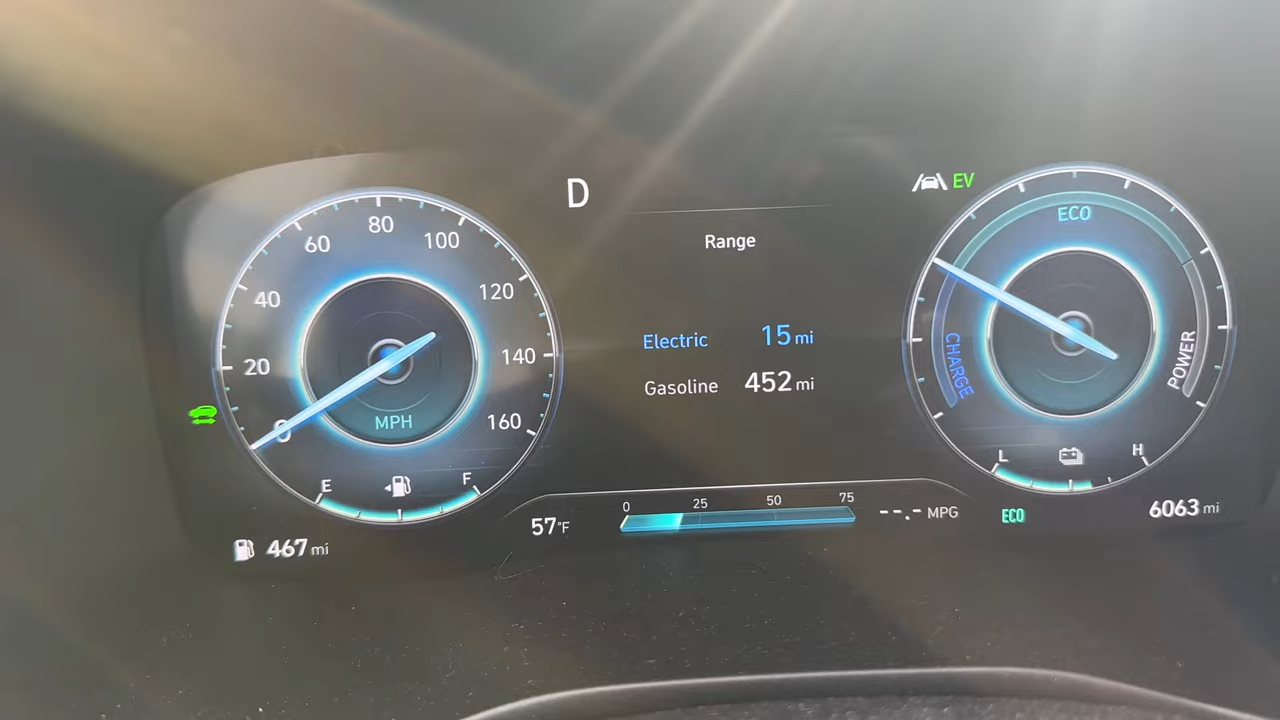 D
EV
Range
Electric 15 mi
Gasoline 452 mi
0 20 40 60 80 100 120 140 160
MPH
E F
467 mi
57°F
0 25 50 75
--.- MPG
ECO
CHARGE
POWER
L H
ECO
6063 mi